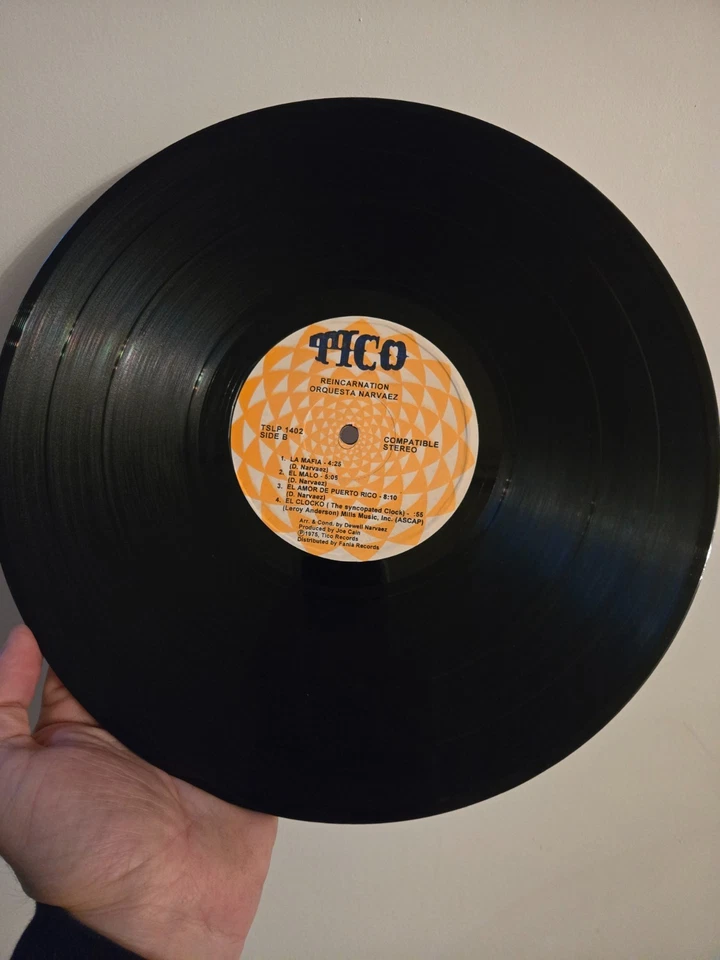 TICO
REINCARNATION
ORQUESTA NARVAEZ
TSLP 1402
SIDE B
COMPATIBLE
STEREO
1. LA MAFIA - 4:25
(D. Narvaez)
2. EL MALO - 5:05
(D. Narvaez)
3. EL AMOR DE PUERTO RICO - 8:10
(D. Narvaez)
4. EL CLOCKO ( The syncopated Clock) - :55
(Leroy Anderson) Mills Music, Inc. (ASCAP)
Arr. & Cond. by Dewell Narvaez
Produced by Joe Cain
Ⓟ1975, Tico Records
Distributed by Fania Records